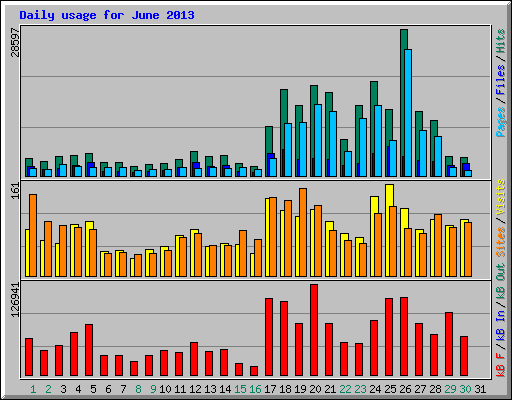 Daily usage for June 2013
28597
Pages / Files / Hits
161
Sites / Visits
126941
kB F / kB In / kB Out
1 2 3 4 5 6 7 8 9 10 11 12 13 14 15 16 17 18 19 20 21 22 23 24 25 26 27 28 29 30 31